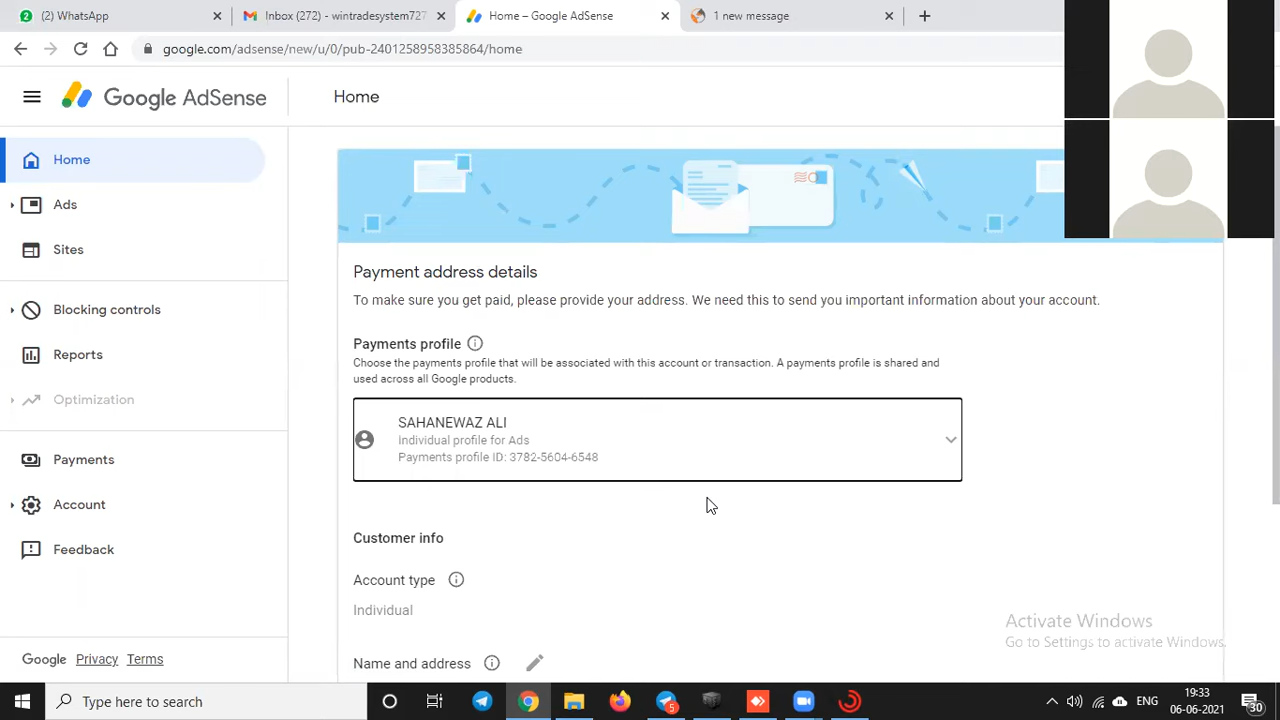 (2) WhatsApp
Inbox (272) - wintradesystem727
Home – Google AdSense
1 new message
google.com/adsense/new/u/0/pub-2401258958385864/home
Google AdSense
Home
Home
Ads
Sites
Blocking controls
Reports
Optimization
Payments
Account
Feedback
Google Privacy Terms
Payment address details
To make sure you get paid, please provide your address. We need this to send you important information about your account.
Payments profile
Choose the payments profile that will be associated with this account or transaction. A payments profile is shared and
used across all Google products.
SAHANEWAZ ALI
Individual profile for Ads
Payments profile ID: 3782-5604-6548
Customer info
Account type
Individual
Name and address
Activate Windows
Go to Settings to activate Windows.
Type here to search
5
ENG
19:33
06-06-2021
30